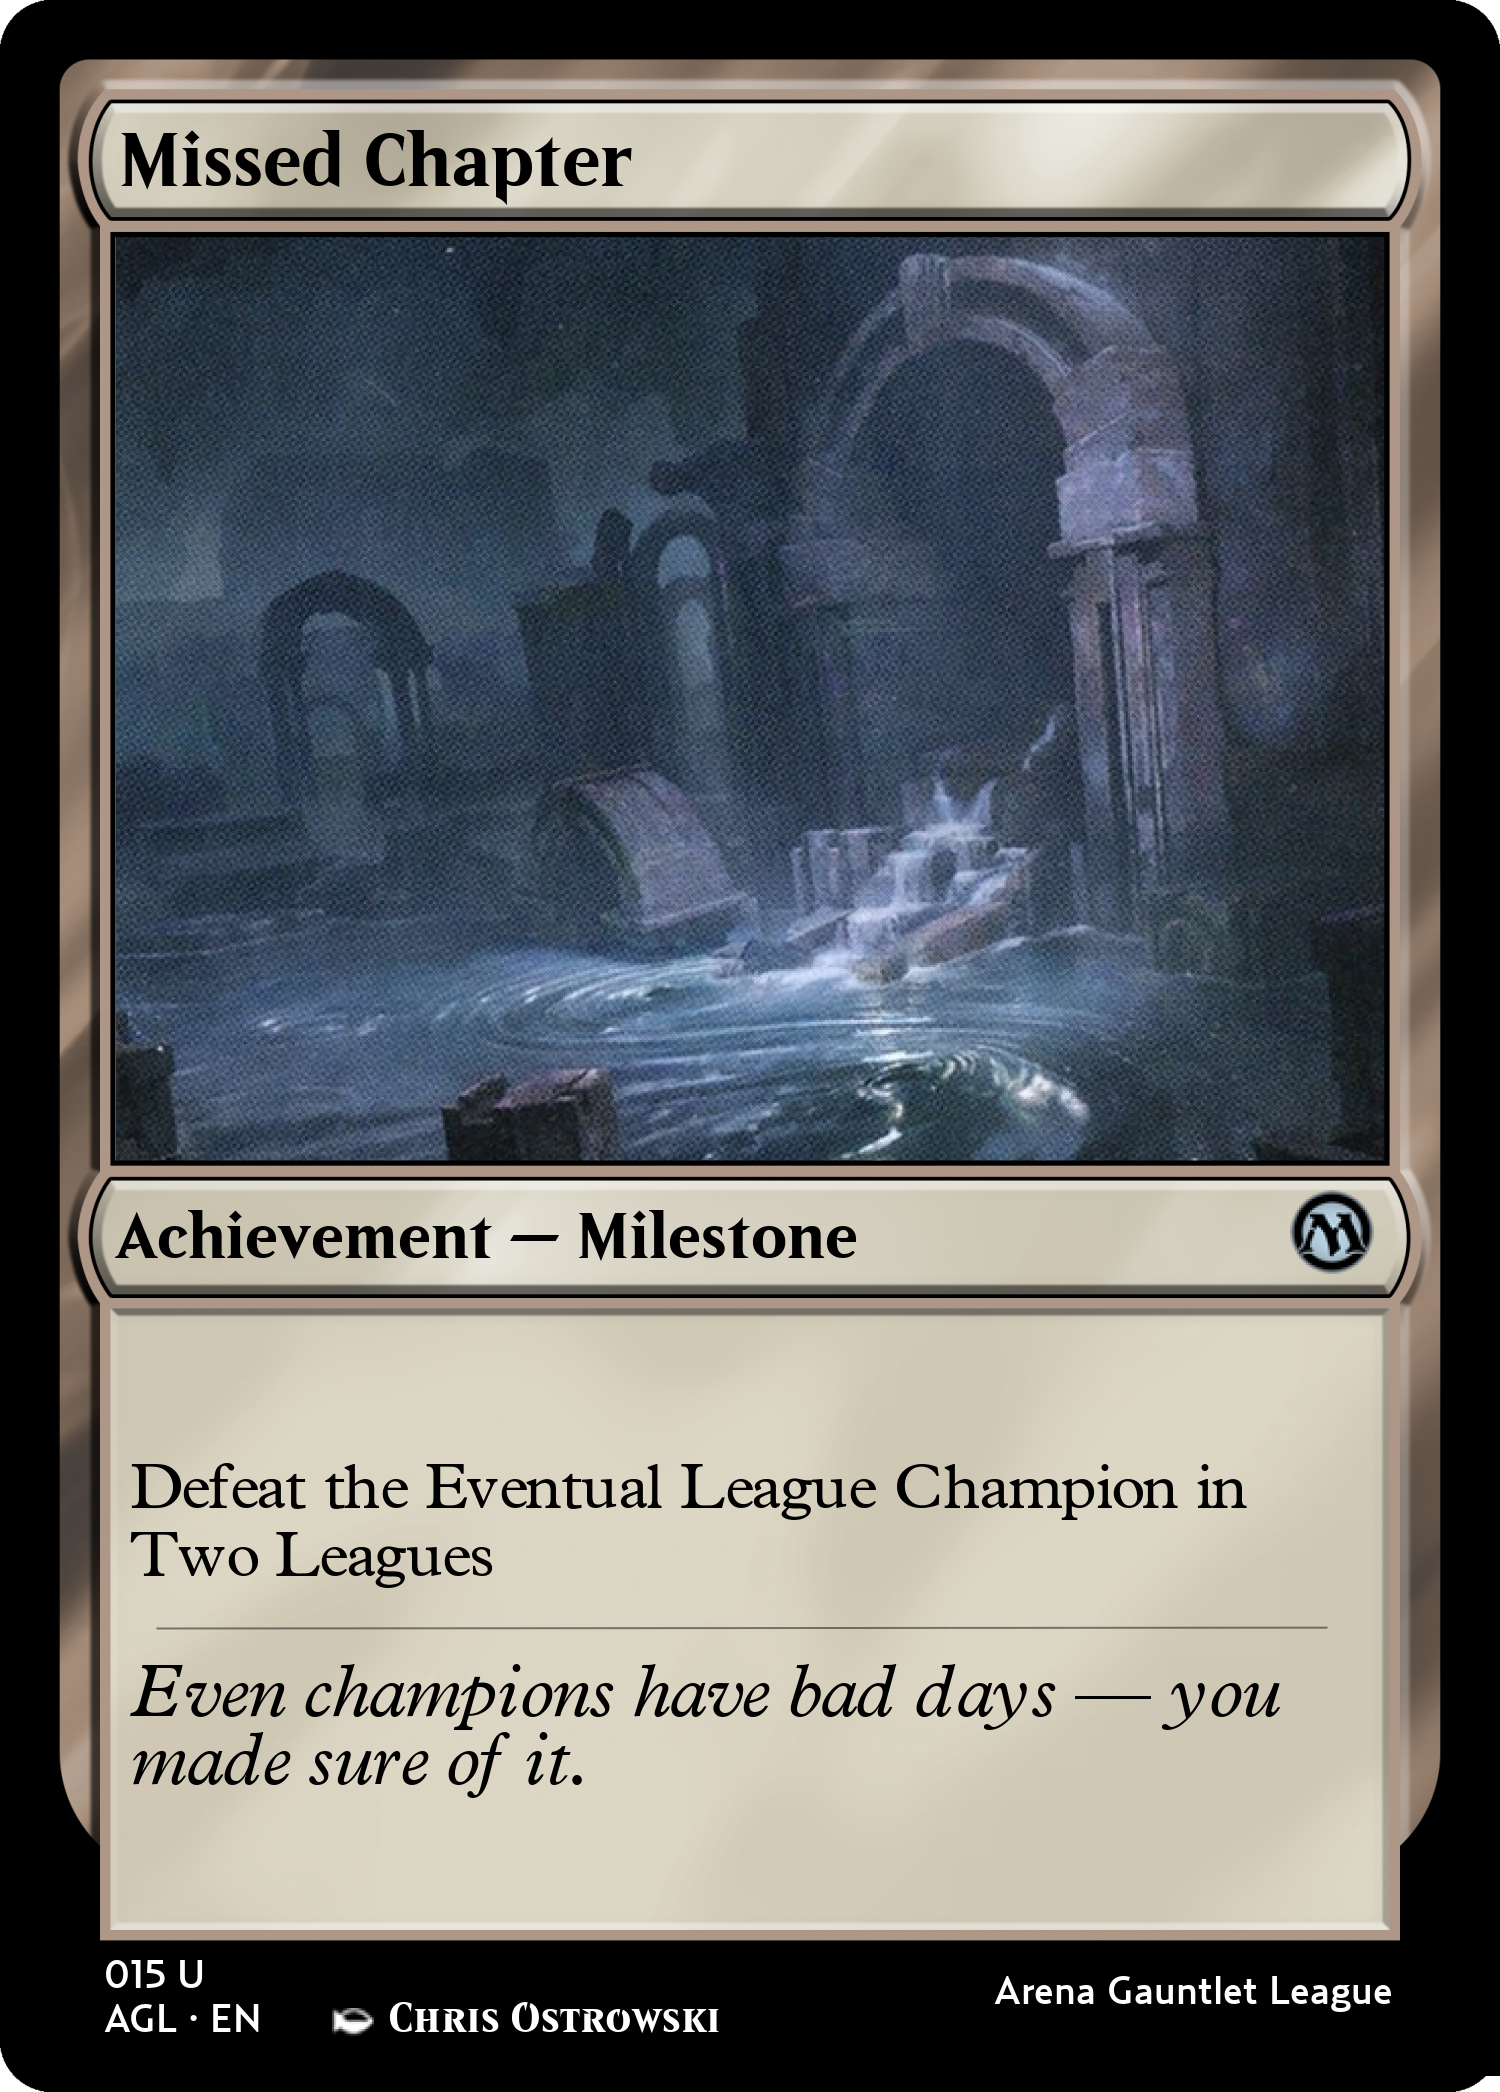 Missed Chapter
Achievement — Milestone
M
Defeat the Eventual League Champion in
Two Leagues
Even champions have bad days — you
made sure of it.
015 U
AGL · EN
Chris Ostrowski
Arena Gauntlet League